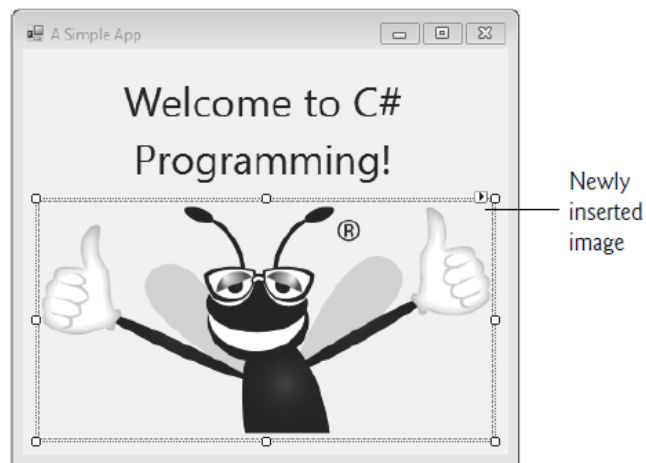 A Simple App
Welcome to C#
Programming!
®
Newly
inserted
image